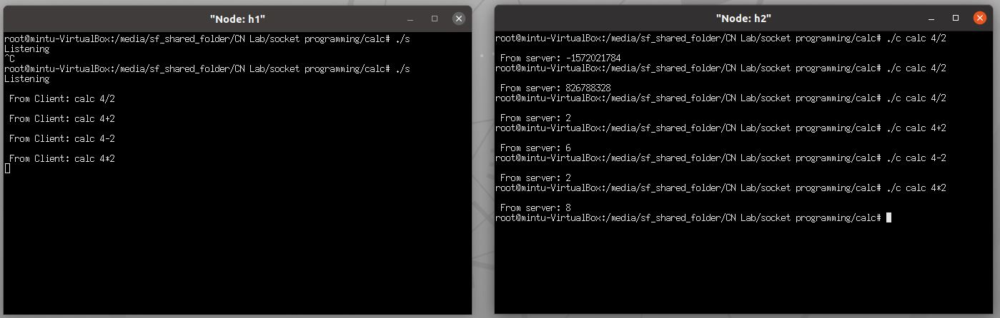 "Node: h1"
root@mintu-VirtualBox:/media/sf_shared_folder/CN Lab/socket programming/calc# ./s
Listening
^C
root@mintu-VirtualBox:/media/sf_shared_folder/CN Lab/socket programming/calc# ./s
Listening
From Client: calc 4/2
From Client: calc 4+2
From Client: calc 4-2
From Client: calc 4*2
"Node: h2"
root@mintu-VirtualBox:/media/sf_shared_folder/CN Lab/socket programming/calc# ./c calc 4/2
From server: -1572021784
root@mintu-VirtualBox:/media/sf_shared_folder/CN Lab/socket programming/calc# ./c calc 4/2
From server: 826788328
root@mintu-VirtualBox:/media/sf_shared_folder/CN Lab/socket programming/calc# ./c calc 4/2
From server: 2
root@mintu-VirtualBox:/media/sf_shared_folder/CN Lab/socket programming/calc# ./c calc 4+2
From server: 6
root@mintu-VirtualBox:/media/sf_shared_folder/CN Lab/socket programming/calc# ./c calc 4-2
From server: 2
root@mintu-VirtualBox:/media/sf_shared_folder/CN Lab/socket programming/calc# ./c calc 4*2
From server: 8
root@mintu-VirtualBox:/media/sf_shared_folder/CN Lab/socket programming/calc#